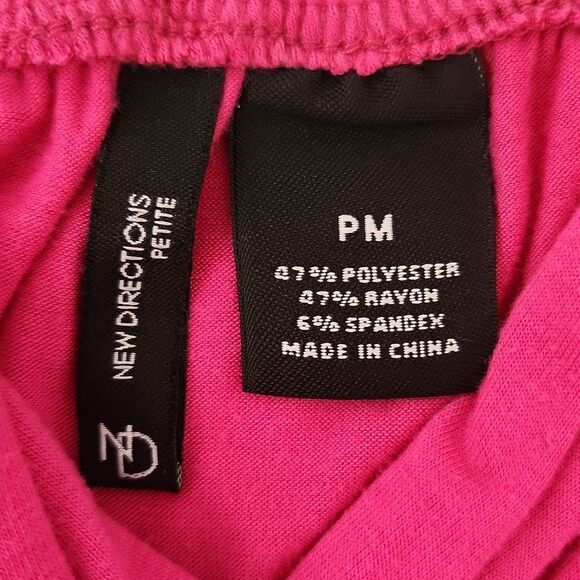 NEW DIRECTIONS
PETITE
ND
PM
47% POLYESTER
47% RAYON
6% SPANDEX
MADE IN CHINA